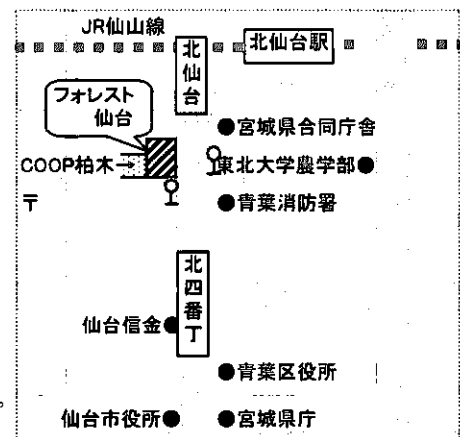 JR仙山線
北仙台駅
北仙台
フォレスト
仙台
●宮城県合同庁舎
COOP柏木→
東北大学農学部●
〒
●青葉消防署
北四番丁
仙台信金●
●青葉区役所
仙台市役所●
●宮城県庁